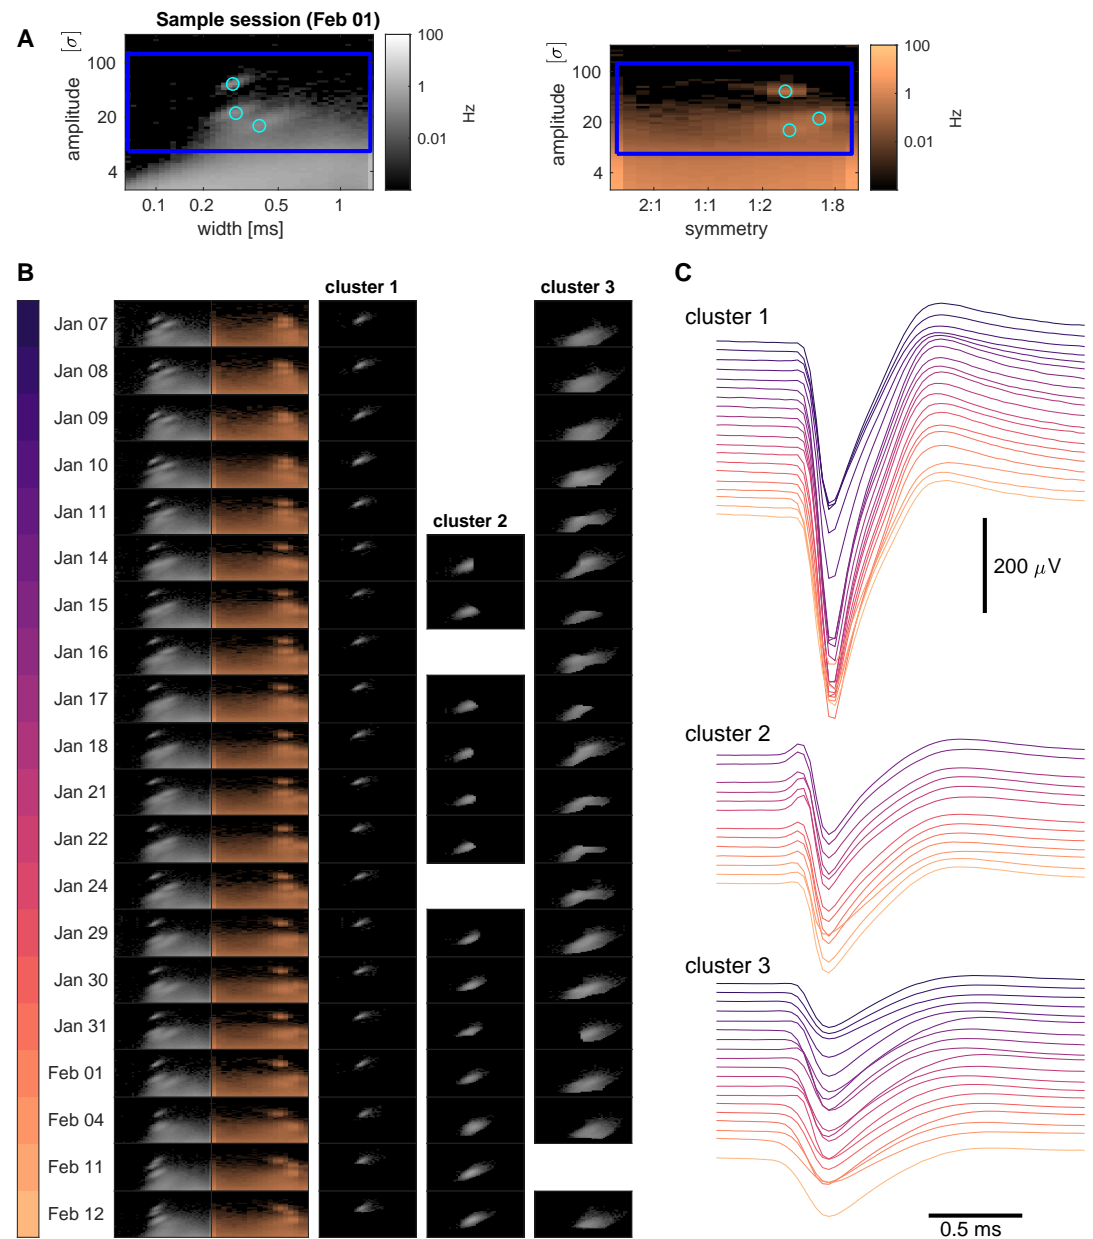 A
Sample session (Feb 01)
amplitude [σ]
100
20
4
0.1 0.2 0.5 1
width [ms]
100
1
0.01
Hz
amplitude [σ]
100
20
4
2:1 1:1 1:2 1:8
symmetry
100
1
0.01
Hz
B
cluster 1
cluster 2
cluster 3
Jan 07
Jan 08
Jan 09
Jan 10
Jan 11
Jan 14
Jan 15
Jan 16
Jan 17
Jan 18
Jan 21
Jan 22
Jan 24
Jan 29
Jan 30
Jan 31
Feb 01
Feb 04
Feb 11
Feb 12
C
cluster 1
200 μV
cluster 2
cluster 3
0.5 ms